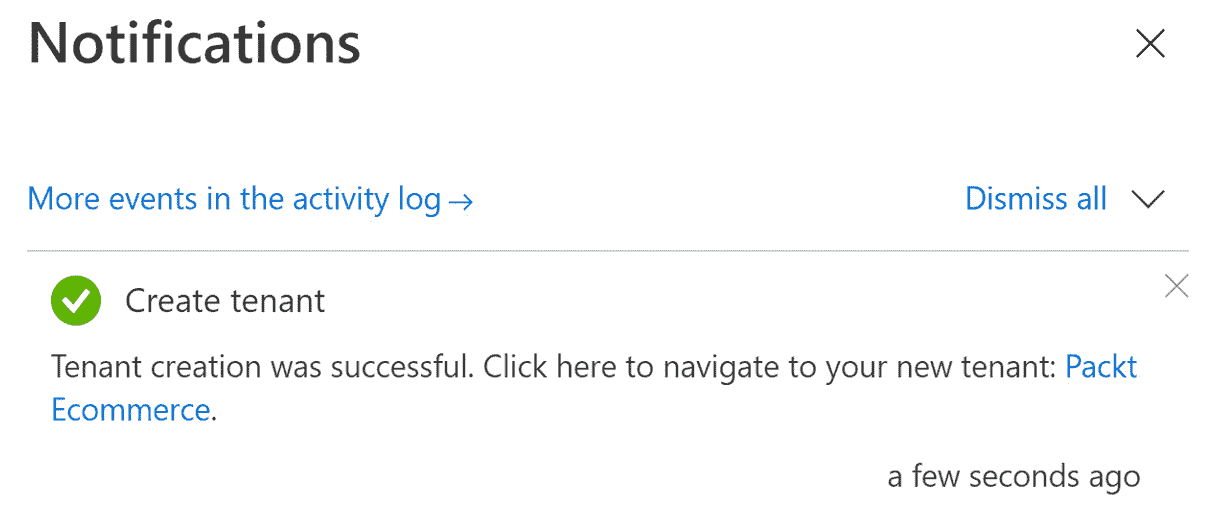 Notifications
More events in the activity log → Dismiss all
Create tenant
Tenant creation was successful. Click here to navigate to your new tenant: Packt
Ecommerce.
a few seconds ago